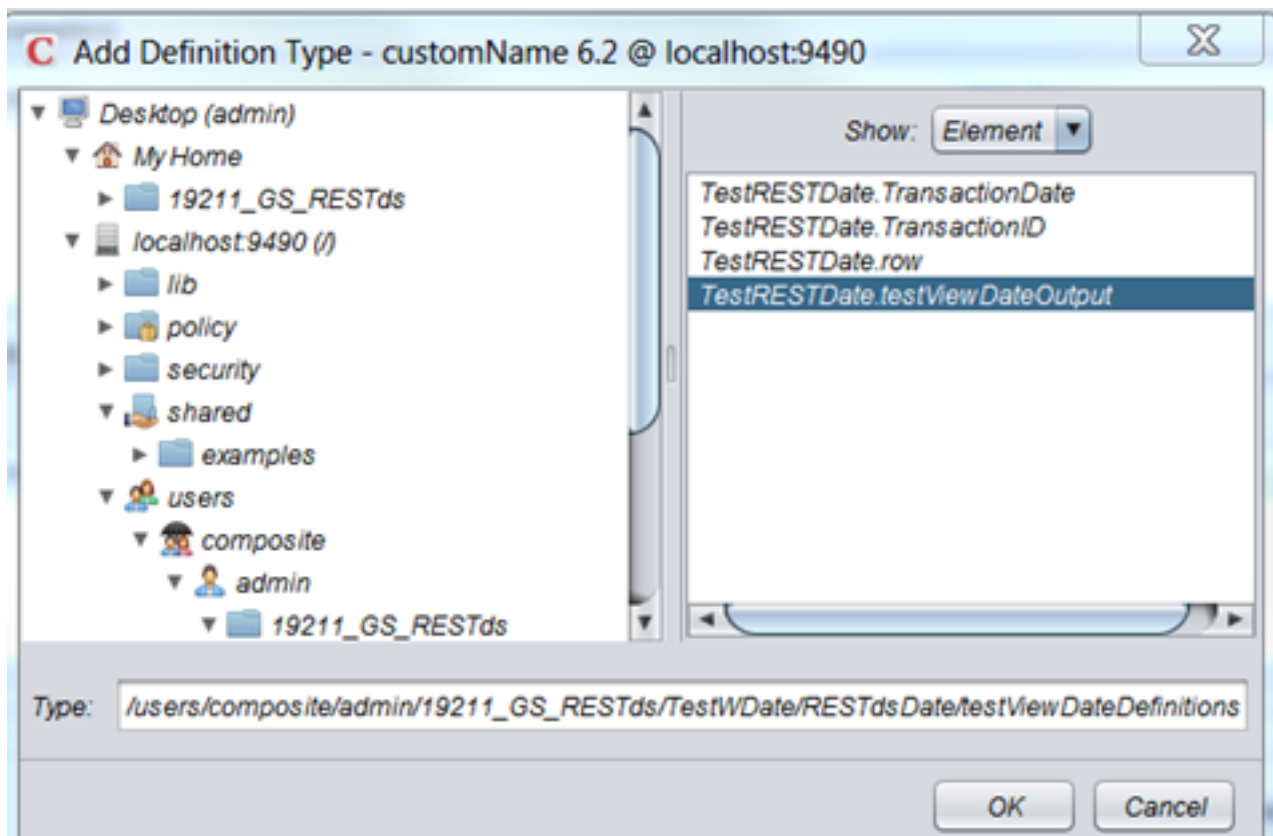 C Add Definition Type - customName 6.2 @ localhost:9490
Desktop (admin)
My Home
19211_GS_RESTds
localhost:9490 (/)
lib
policy
security
shared
examples
users
composite
admin
19211_GS_RESTds
Show: Element
TestRESTDate.TransactionDate
TestRESTDate.TransactionID
TestRESTDate.row
TestRESTDate.testViewDateOutput
Type: /users/composite/admin/19211_GS_RESTds/TestWDate/RESTdsDate/testViewDateDefinitions
OK Cancel